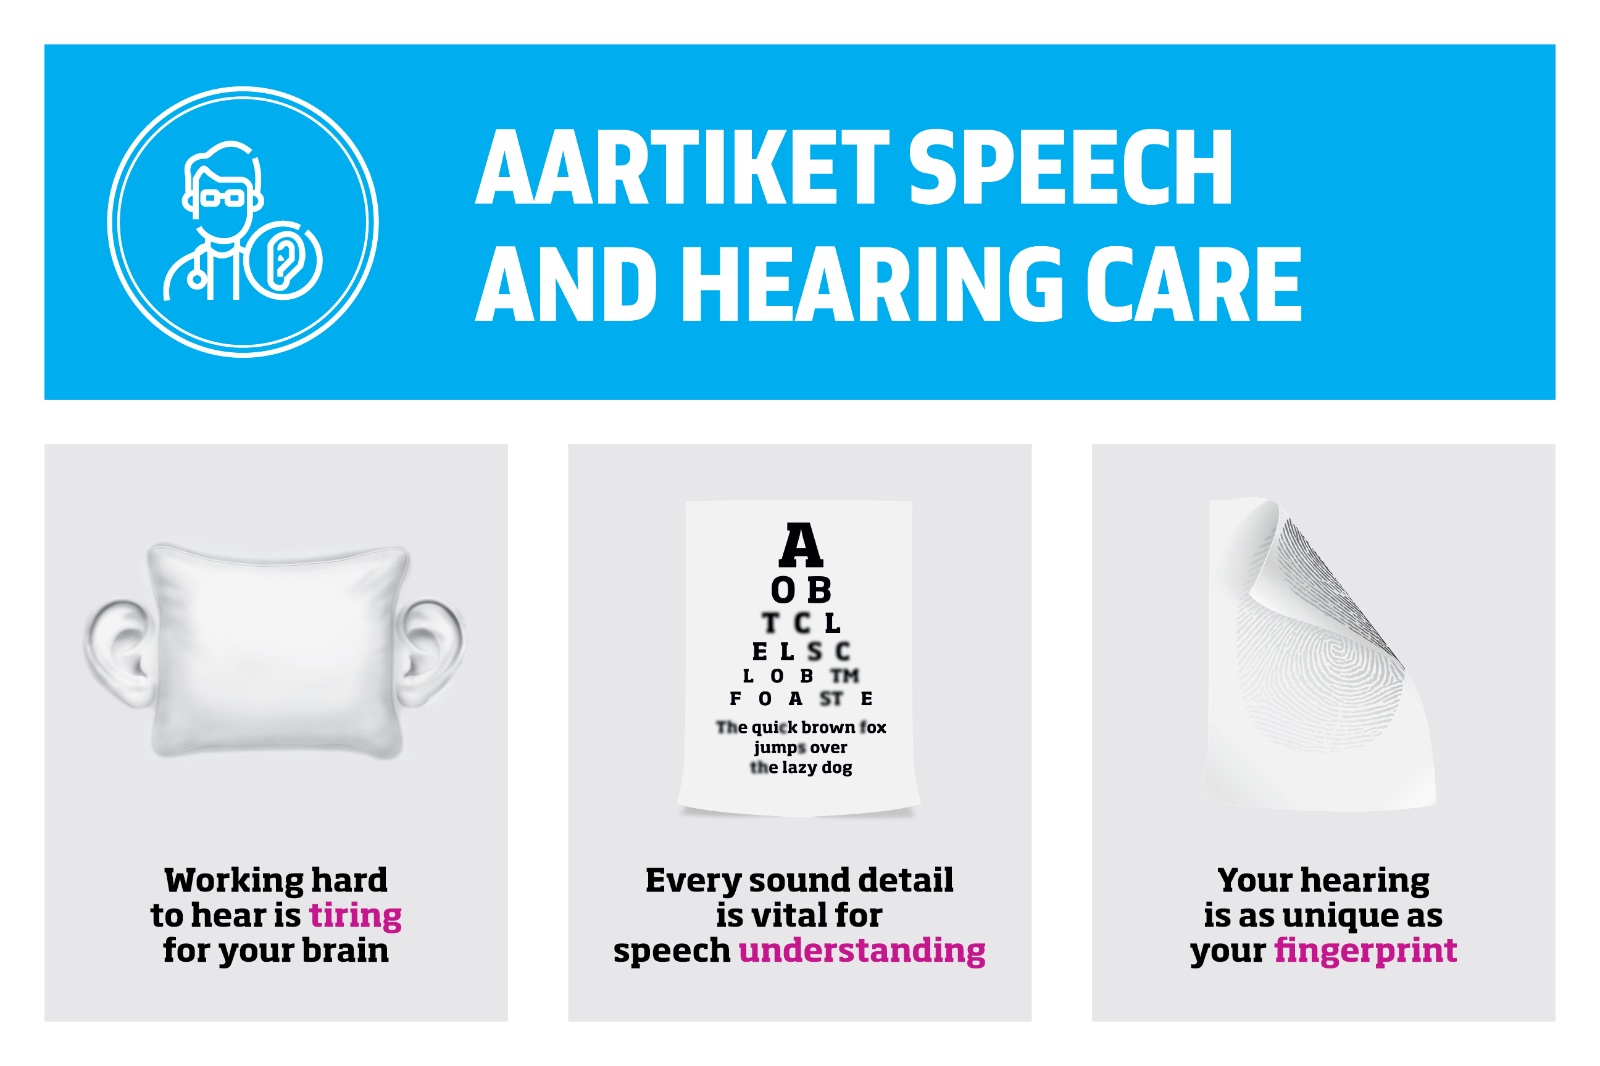 AARTIKET SPEECH
AND HEARING CARE
Working hard
to hear is tiring
for your brain
A
O B
T C L
E L S C
L O B TM
F O A ST E
The quick brown fox
jumps over
the lazy dog
Every sound detail
is vital for
speech understanding
Your hearing
is as unique as
your fingerprint